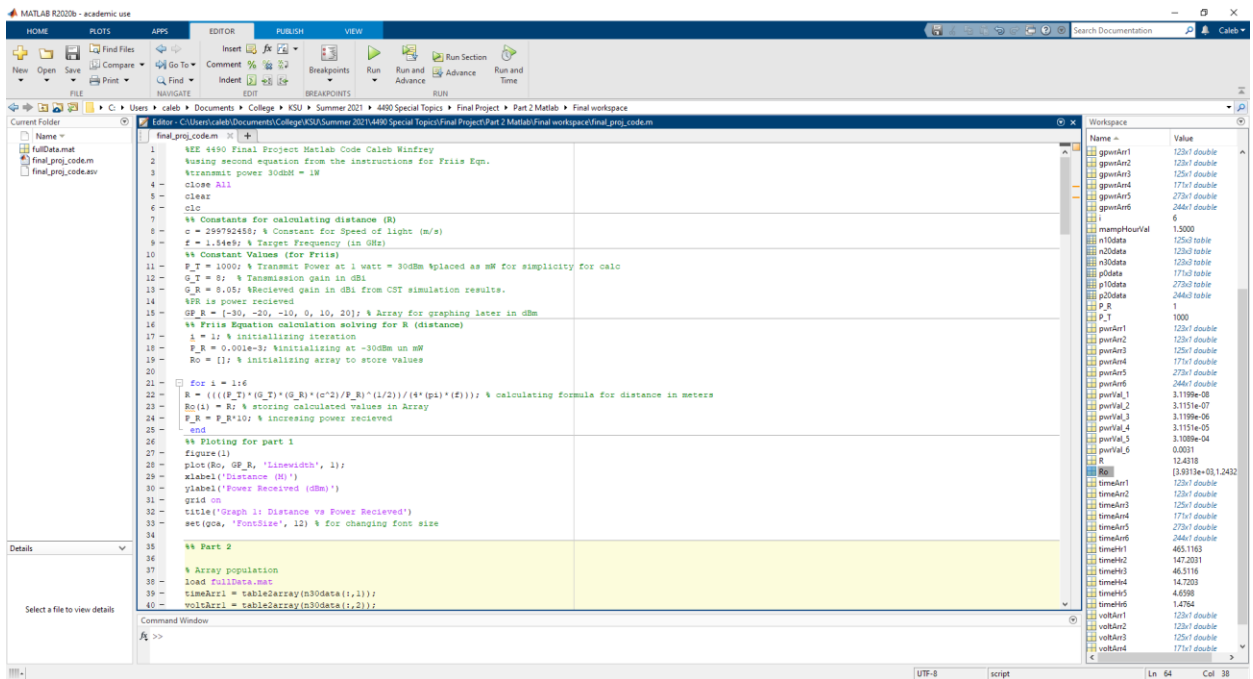 MATLAB R2020b - academic use
HOME PLOTS APPS EDITOR PUBLISH VIEW
Search Documentation Caleb
New Open Save Find Files Compare Print
Go To Find
Insert fx Comment % Indent
Breakpoints Run Run and Advance Run Section Advance Run and Time
FILE NAVIGATE EDIT BREAKPOINTS RUN
C: Users caleb Documents College KSU Summer 2021 4490 Special Topics Final Project Part 2 Matlab Final workspace
Current Folder
Name
fullData.mat
final_proj_code.m
final_proj_code.asv
Details
Select a file to view details
Editor - C:\Users\caleb\Documents\College\KSU\Summer 2021\4490 Special Topics\Final Project\Part 2 Matlab\Final workspace\final_proj_code.m
final_proj_code.m
1 %EE 4490 Final Project Matlab Code Caleb Winfrey
2 %using second equation from the instructions for Friis Eqn.
3 %transmit power 30dbM = 1W
4 - close All
5 - clear
6 - clc
7 %% Constants for calculating distance (R)
8 - c = 299792458; % Constant for Speed of light (m/s)
9 - f = 1.54e9; % Target Frequency (in GHz)
10 %% Constant Values (for Friis)
11 - P_T = 1000; % Transmit Power at 1 watt = 30dBm %placed as mW for simplicity for calc
12 - G_T = 8; % Tansmission gain in dBi
13 - G_R = 8.05; %Recieved gain in dBi from CST simulation results.
14 %PR is power recieved
15 - GP_R = [-30, -20, -10, 0, 10, 20]; % Array for graphing later in dBm
16 %% Friis Equation calculation solving for R (distance)
17 - i = 1; % initiallizing iteration
18 - P_R = 0.001e-3; %initializing at -30dBm un mW
19 - Ro = []; % initializing array to store values
20
21 - for i = 1:6
22 - R = ((((P_T)*(G_T)*(G_R)*(c^2)/P_R)^(1/2))/(4*(pi)*(f))); % calculating formula for distance in meters
23 - Ro(i) = R; % storing calculated values in Array
24 - P_R = P_R*10; % incresing power recieved
25 - end
26 %% Ploting for part 1
27 - figure(1)
28 - plot(Ro, GP_R, 'Linewidth', 1);
29 - xlabel('Distance (M)')
30 - ylabel('Power Received (dBm)')
31 - grid on
32 - title('Graph 1: Distance vs Power Recieved')
33 - set(gca, 'FontSize', 12) % for changing font size
34
35 %% Part 2
36
37 % Array population
38 - load fullData.mat
39 - timeArr1 = table2array(n30data(:,1));
40 - voltArr1 = table2array(n30data(:,2));
Command Window
fx >>
Workspace
Name Value
gpwrArr1 123x1 double
gpwrArr2 123x1 double
gpwrArr3 125x1 double
gpwrArr4 171x1 double
gpwrArr5 273x1 double
gpwrArr6 244x1 double
i 6
mampHourVal 1.5000
n10data 125x3 table
n20data 123x3 table
n30data 123x3 table
p0data 171x3 table
p10data 273x3 table
p20data 244x3 table
P_R 1
P_T 1000
pwrArr1 123x1 double
pwrArr2 123x1 double
pwrArr3 125x1 double
pwrArr4 171x1 double
pwrArr5 273x1 double
pwrArr6 244x1 double
pwrVal_1 3.1199e-08
pwrVal_2 3.1151e-07
pwrVal_3 3.1199e-06
pwrVal_4 3.1151e-05
pwrVal_5 3.1089e-04
pwrVal_6 0.0031
R 12.4318
Ro [3.9313e+03,1.2432
timeArr1 123x1 double
timeArr2 123x1 double
timeArr3 125x1 double
timeArr4 171x1 double
timeArr5 273x1 double
timeArr6 244x1 double
timeHr1 465.1163
timeHr2 147.2031
timeHr3 46.5116
timeHr4 14.7203
timeHr5 4.6598
timeHr6 1.4764
voltArr1 123x1 double
voltArr2 123x1 double
voltArr3 125x1 double
voltArr4 171x1 double
UTF-8 script Ln 64 Col 38